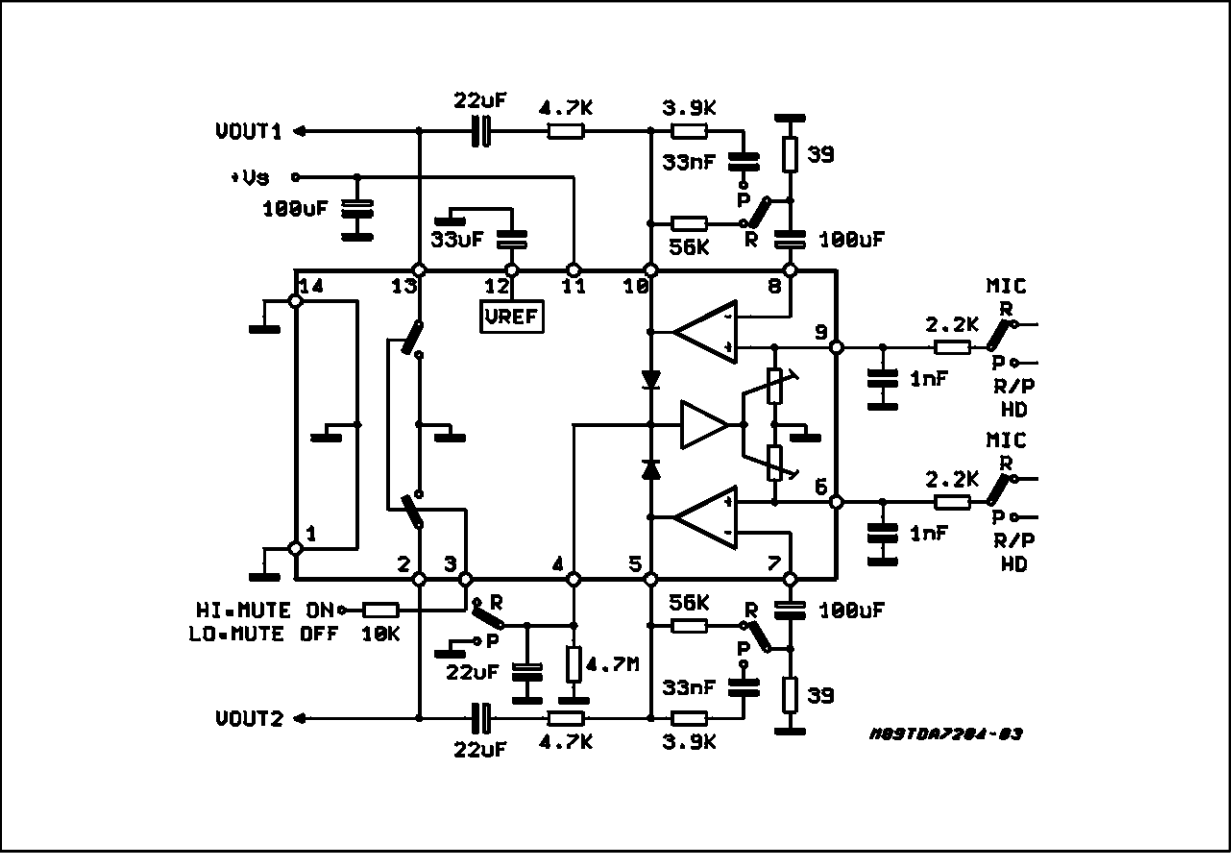 22uF
4.7K
3.9K
VOUT1
33nF
39
+Vs
P
100uF
33uF
56K
R
100uF
14
13
12
11
10
8
MIC
R
VREF
-
+
9
2.2K
P
1nF
R/P
HD
MIC
R
+
-
6
2.2K
P
1nF
R/P
HD
1
2
3
4
5
7
HI=MUTE ON
LO=MUTE OFF
10K
R
P
56K
R
P
100uF
22uF
4.7M
33nF
39
VOUT2
22uF
4.7K
3.9K
M89TDA7284-03